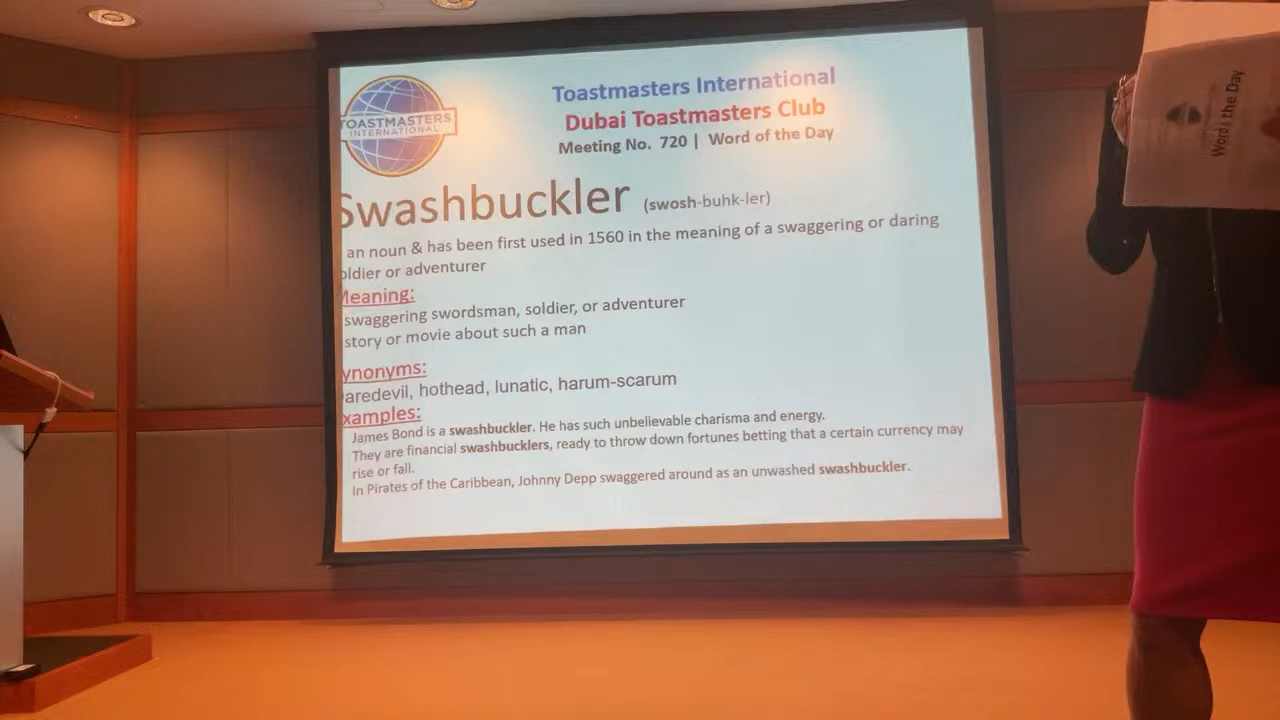 TOASTMASTERS
INTERNATIONAL
Toastmasters International
Dubai Toastmasters Club
Meeting No. 720 | Word of the Day
Swashbuckler (swosh-buhk-ler)
an noun & has been first used in 1560 in the meaning of a swaggering or daring
oldier or adventurer
Meaning:
swaggering swordsman, soldier, or adventurer
story or movie about such a man
ynonyms:
aredevil, hothead, lunatic, harum-scarum
xamples:
James Bond is a swashbuckler. He has such unbelievable charisma and energy.
They are financial swashbucklers, ready to throw down fortunes betting that a certain currency may
rise or fall.
In Pirates of the Caribbean, Johnny Depp swaggered around as an unwashed swashbuckler.
Word the Day